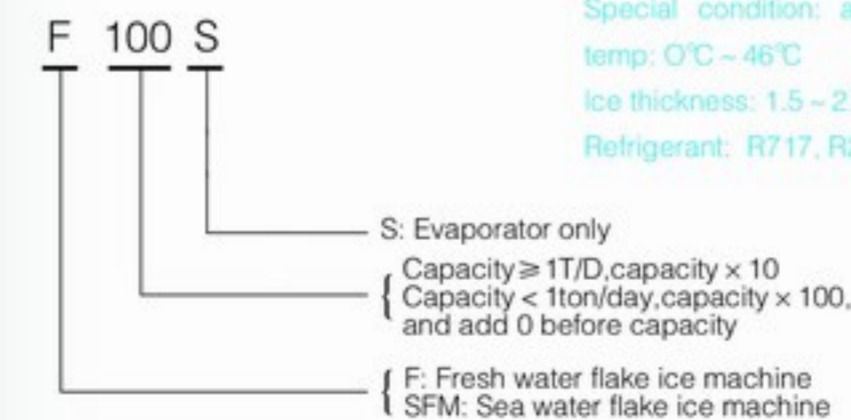 F 100 S
Special condition: a
temp: 0℃ ~ 46℃
Ice thickness: 1.5 ~ 2
Refrigerant: R717, R2
S: Evaporator only
Capacity ≥ 1T/D,capacity × 10
Capacity < 1ton/day,capacity × 100,
and add 0 before capacity
F: Fresh water flake ice machine
SFM: Sea water flake ice machine